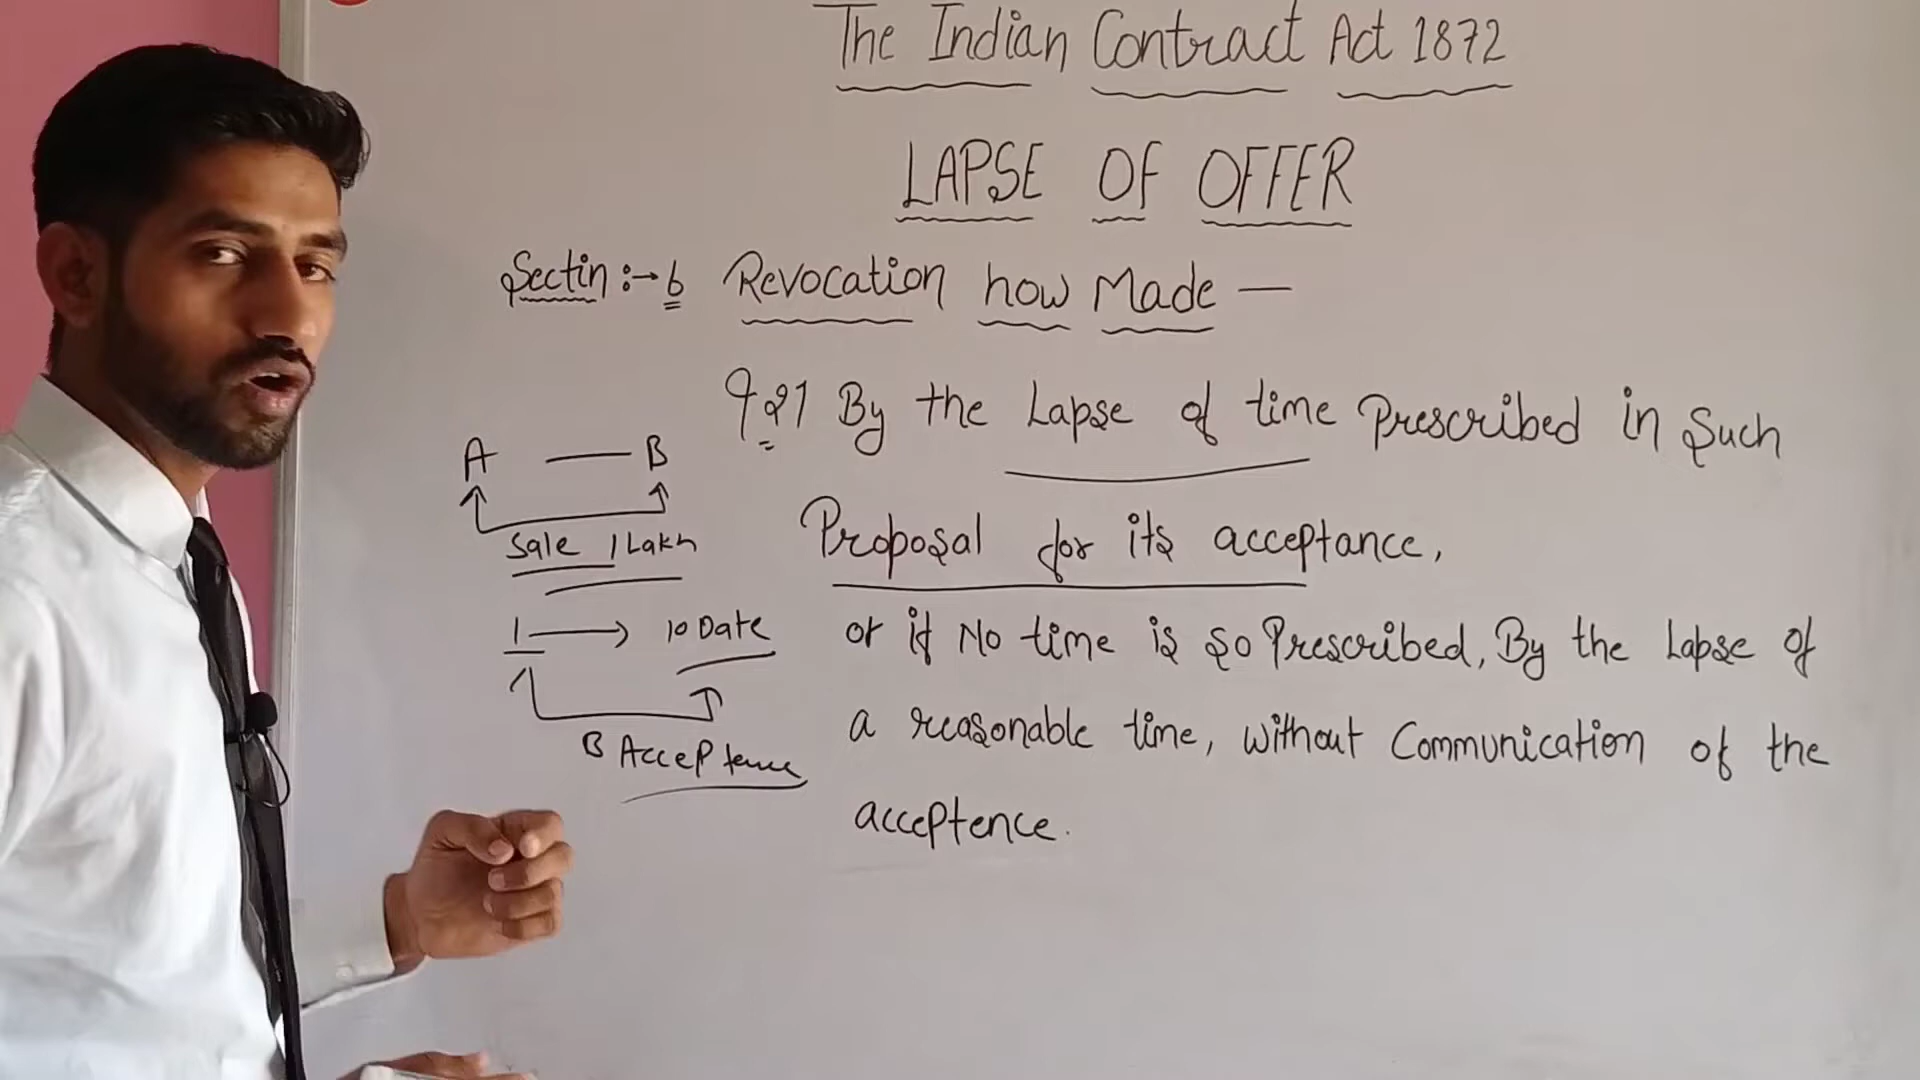 The Indian Contract Act 1872
LAPSE OF OFFER
Sectin :→ 6 Revocation how Made —
By the Lapse of time Prescribed in Such
Proposal for its acceptance,
or if No time is so Prescribed, By the Lapse of
a reasonable time, without Communication of the
acceptence.
A — B
Sale 1 Lakh
1 → 10 Date
B Acceptence